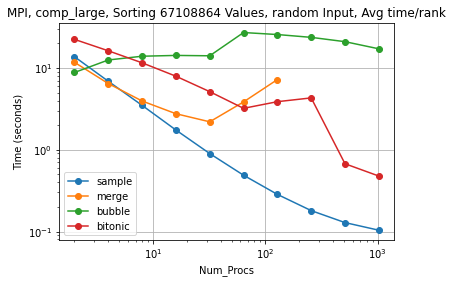 MPI, comp_large, Sorting 67108864 Values, random Input, Avg time/rank
10¹
10⁰
10⁻¹
Time (seconds)
sample
merge
bubble
bitonic
10¹
10²
10³
Num_Procs